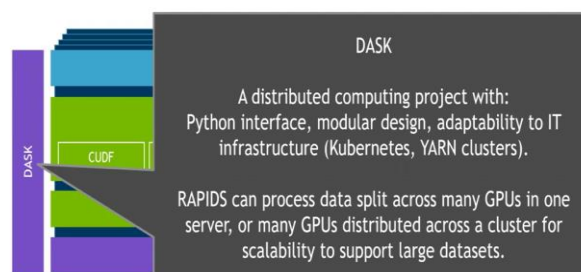 DASK
CUDF
DASK
A distributed computing project with:
Python interface, modular design, adaptability to IT
infrastructure (Kubernetes, YARN clusters).
RAPIDS can process data split across many GPUs in one
server, or many GPUs distributed across a cluster for
scalability to support large datasets.